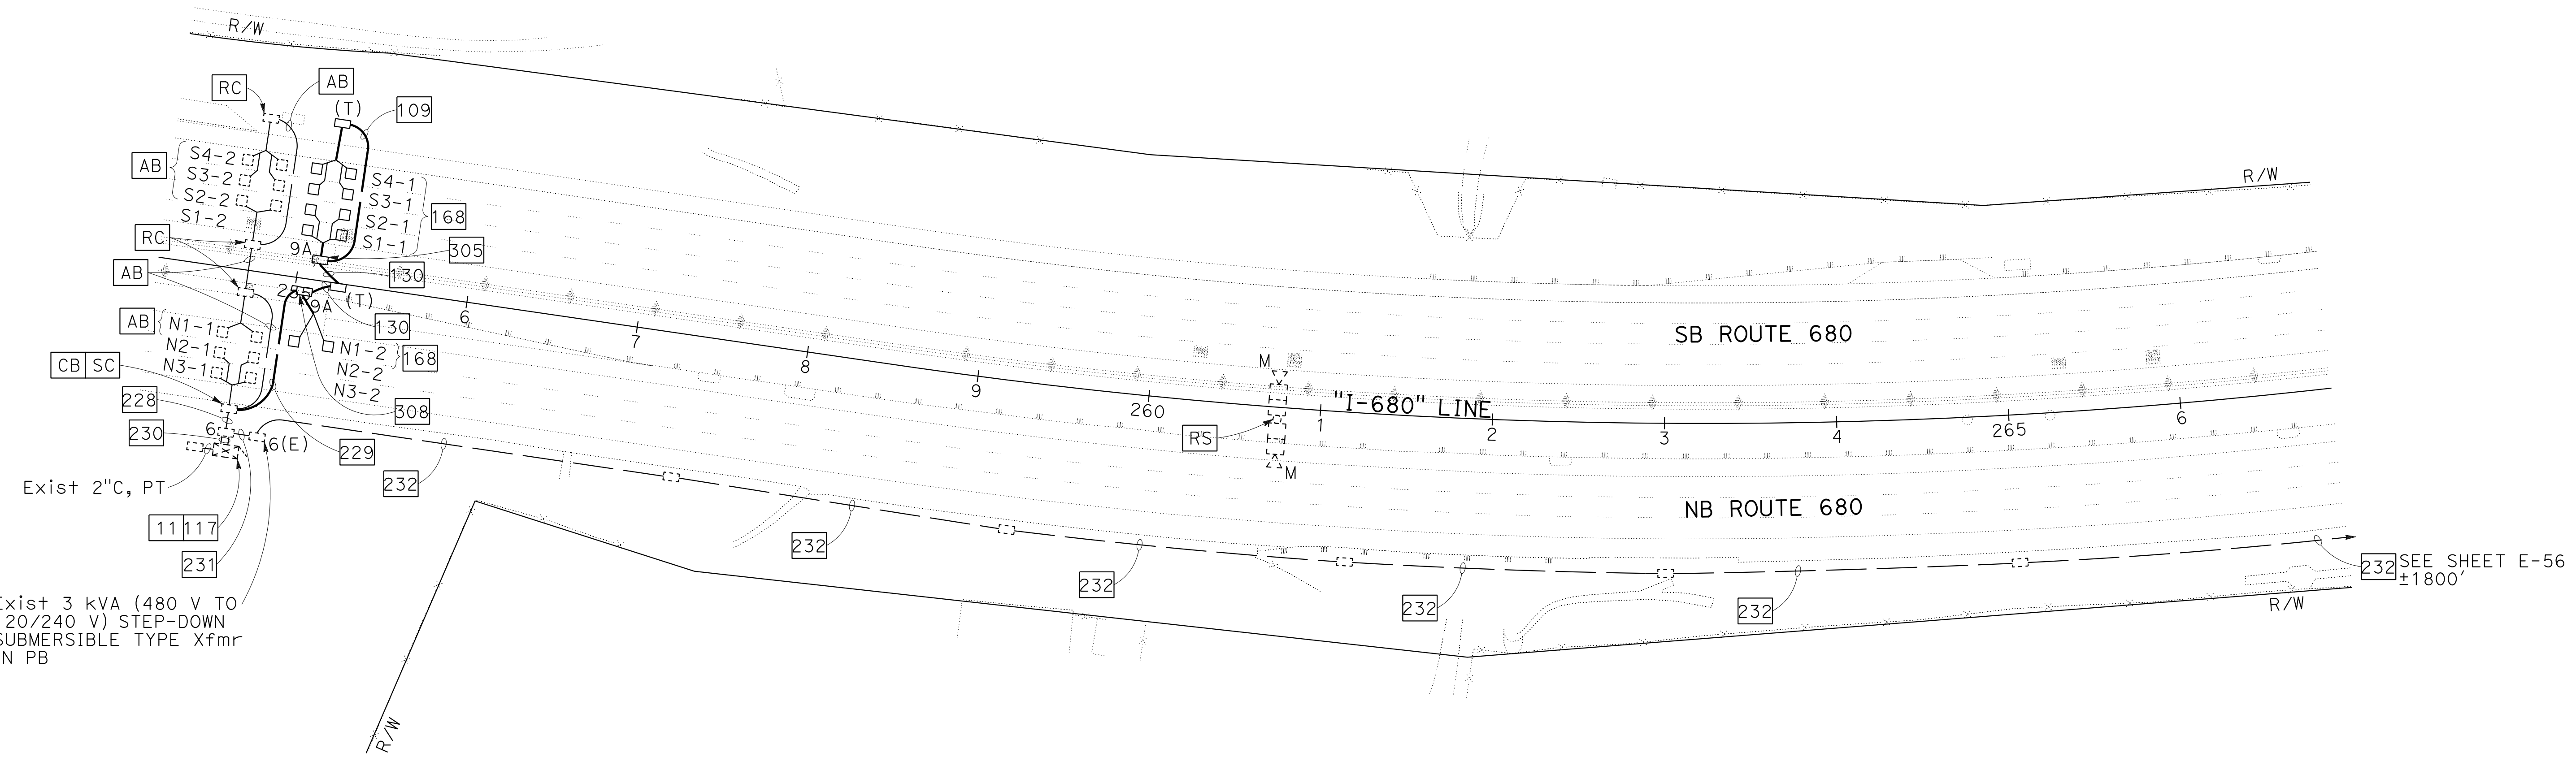 R/W
RC
AB
(T)
109
AB
S4-2
S3-2
S2-2
S1-2
S4-1
S3-1
S2-1
S1-1
168
RC
9A
305
130
AB
255
9A
(T)
130
AB
N1-1
N2-1
N3-1
N1-2
N2-2
N3-2
168
CB SC
228
308
230
6
6(E)
229
232
Exist 2"C, PT
11 117
231
Exist 3 kVA (480 V TO
20/240 V) STEP-DOWN
SUBMERSIBLE TYPE Xfmr
N PB
6
7
8
9
260
1
2
3
4
265
6
M
"I-680" LINE
RS
M
SB ROUTE 680
NB ROUTE 680
R/W
232
232
232
232
232 SEE SHEET E-56
±1800'
R/W
R/W